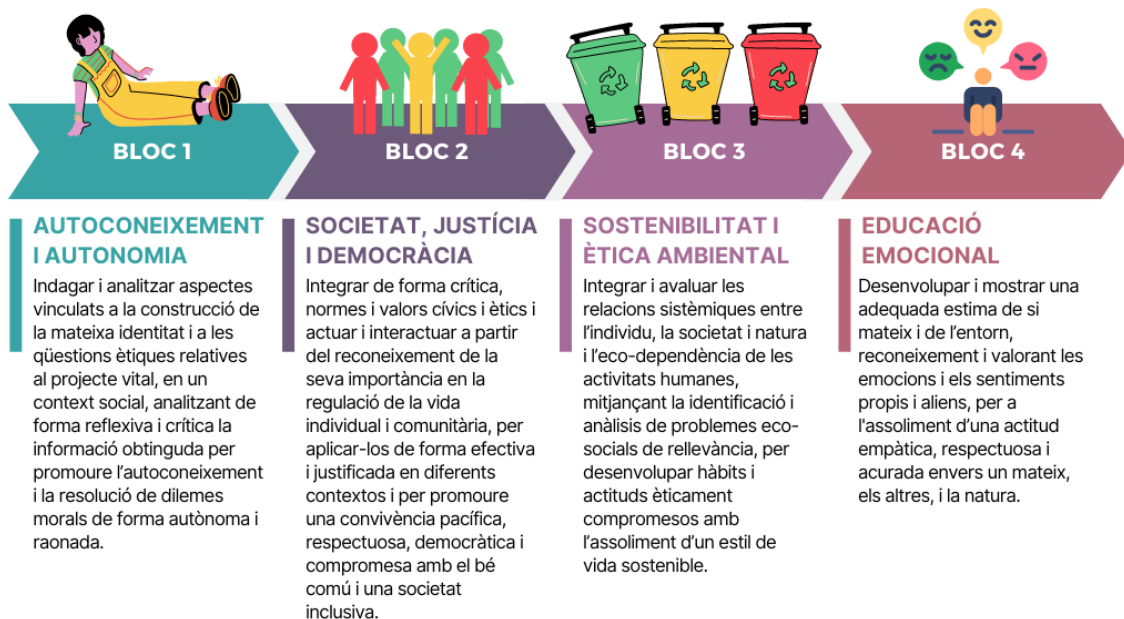 BLOC 1
BLOC 2
BLOC 3
BLOC 4
AUTOCONEIXEMENT
I AUTONOMIA
Indagar i analitzar aspectes
vinculats a la construcció de
la mateixa identitat i a les
qüestions ètiques relatives
al projecte vital, en un
context social, analitzant de
forma reflexiva i crítica la
informació obtinguda per
promoure l'autoconeixement
i la resolució de dilemes
morals de forma autònoma i
raonada.
SOCIETAT, JUSTÍCIA
I DEMOCRÀCIA
Integrar de forma crítica,
normes i valors cívics i ètics i
actuar i interactuar a partir
del reconeixement de la
seva importància en la
regulació de la vida
individual i comunitària, per
aplicar-los de forma efectiva
i justificada en diferents
contextos i per promoure
una convivència pacífica,
respectuosa, democràtica i
compromesa amb el bé
comú i una societat
inclusiva.
SOSTENIBILITAT I
ÈTICA AMBIENTAL
Integrar i avaluar les
relacions sistèmiques entre
l'individu, la societat i natura
i l'eco-dependència de les
activitats humanes,
mitjançant la identificació i
anàlisis de problemes eco-
socials de rellevància, per
desenvolupar hàbits i
actituds èticament
compromesos amb
l'assoliment d'un estil de
vida sostenible.
EDUCACIÓ
EMOCIONAL
Desenvolupar i mostrar una
adequada estima de si
mateix i de l'entorn,
reconeixement i valorant les
emocions i els sentiments
propis i aliens, per a
l'assoliment d'una actitud
empàtica, respectuosa i
acurada envers un mateix,
els altres, i la natura.